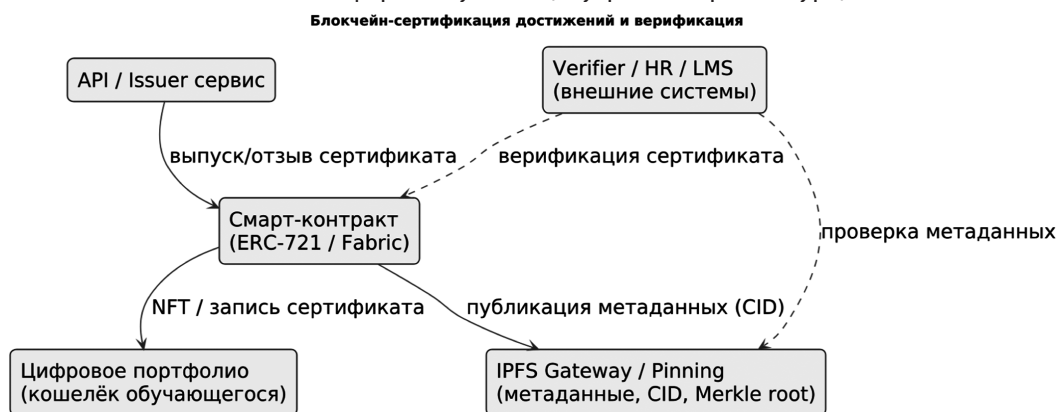 Блокчейн-сертификация достижений и верификация
API / Issuer сервис
Verifier / HR / LMS
(внешние системы)
выпуск/отзыв сертификата
верификация сертификата
Смарт-контракт
(ERC-721 / Fabric)
проверка метаданных
NFT / запись сертификата
публикация метаданных (CID)
Цифровое портфолио
(кошелёк обучающегося)
IPFS Gateway / Pinning
(метаданные, CID, Merkle root)